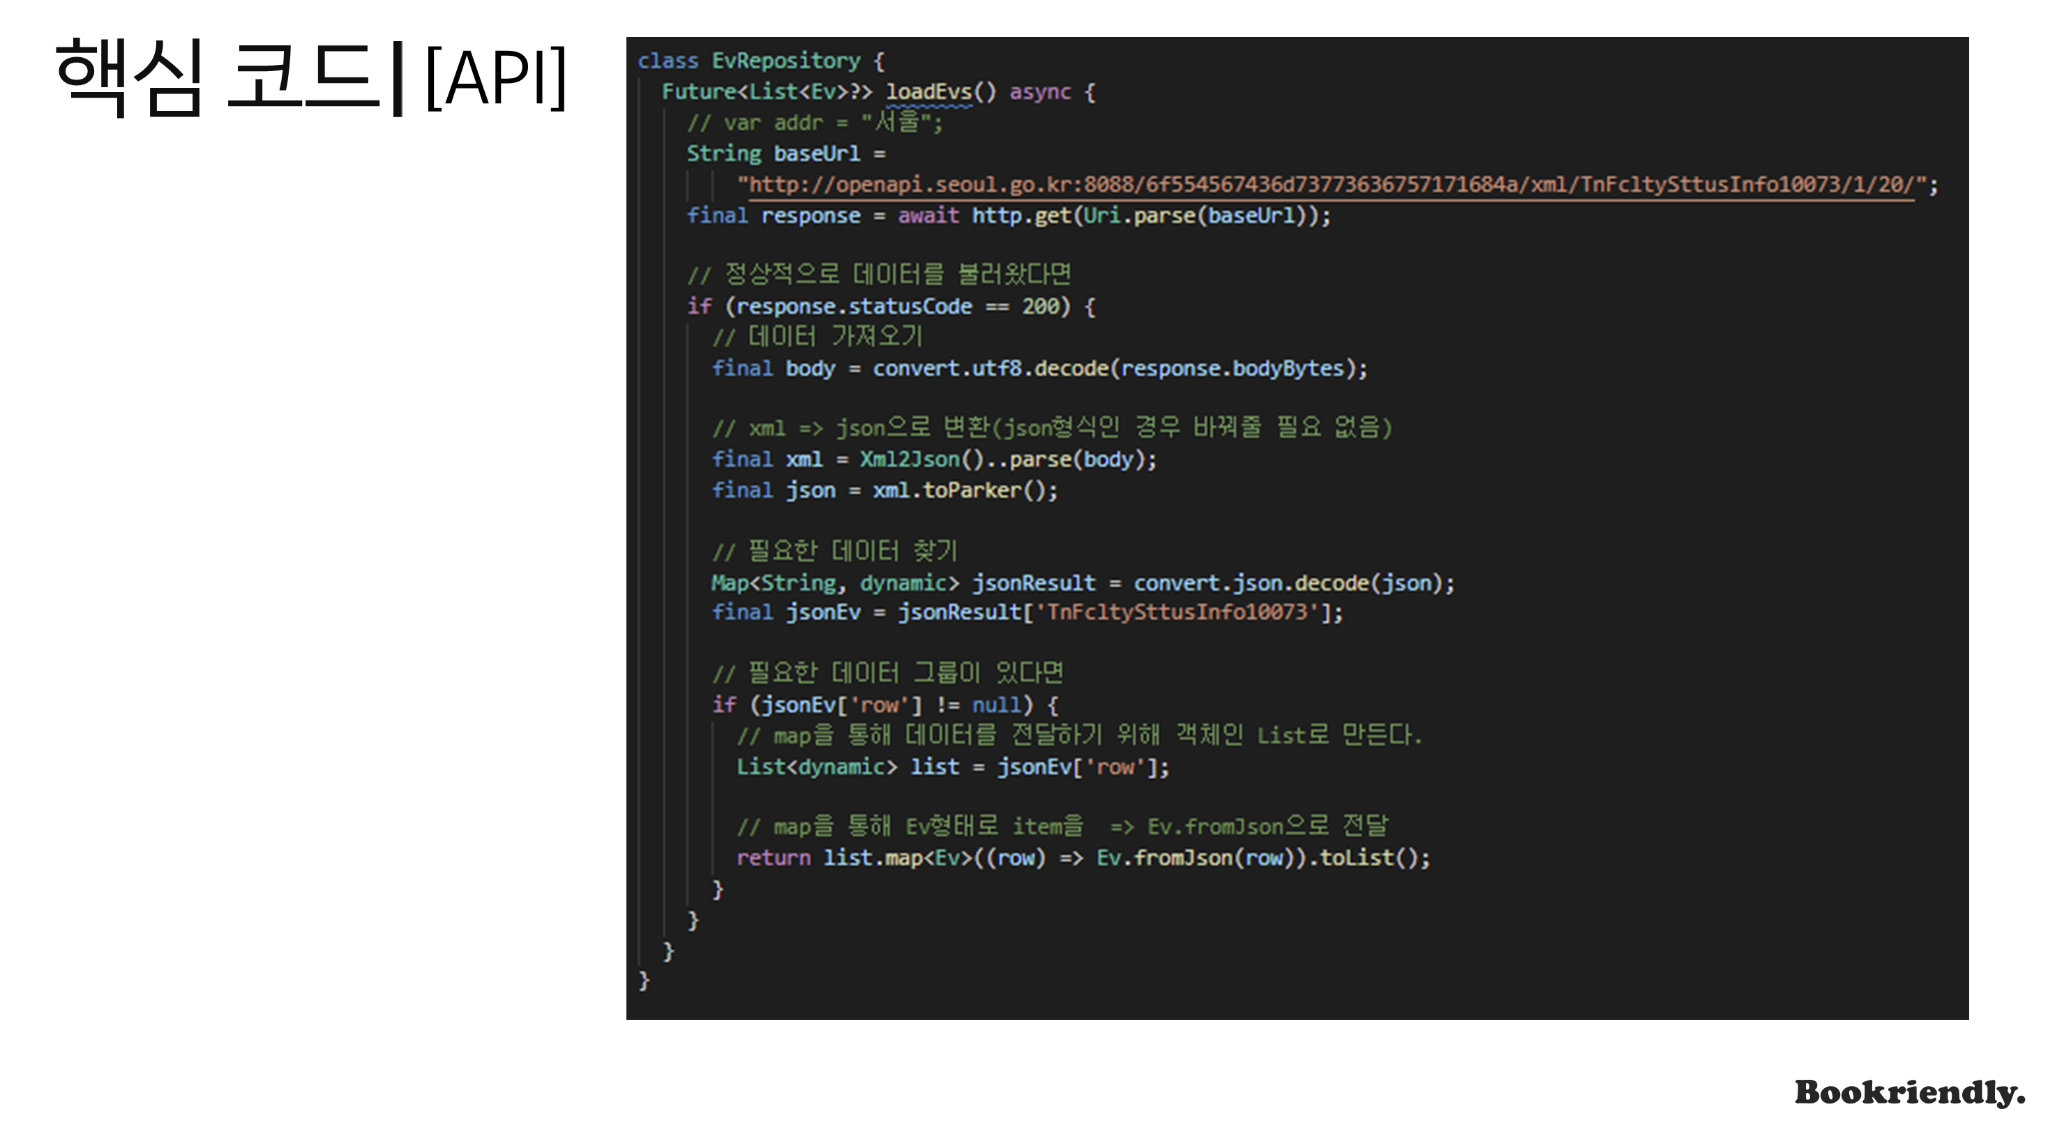 핵심 코드| [API]
class EvRepository {
Future<List<Ev>?> loadEvs() async {
// var addr = "서울";
String baseUrl =
"http://openapi.seoul.go.kr:8088/6f554567436d73773636757171684a/xml/TnFcltySttusInfo10073/1/20/";
final response = await http.get(Uri.parse(baseUrl));
// 정상적으로 데이터를 불러왔다면
if (response.statusCode == 200) {
// 데이터 가져오기
final body = convert.utf8.decode(response.bodyBytes);
// xml => json으로 변환(json형식인 경우 바꿔줄 필요 없음)
final xml = Xml2Json()..parse(body);
final json = xml.toParker();
// 필요한 데이터 찾기
Map<String, dynamic> jsonResult = convert.json.decode(json);
final jsonEv = jsonResult['TnFcltySttusInfo10073'];
// 필요한 데이터 그룹이 있다면
if (jsonEv['row'] != null) {
// map을 통해 데이터를 전달하기 위해 객체인 List로 만든다.
List<dynamic> list = jsonEv['row'];
// map을 통해 Ev형태로 item을  => Ev.fromJson으로 전달
return list.map<Ev>((row) => Ev.fromJson(row)).toList();
}
}
}
}
Bookriendly.